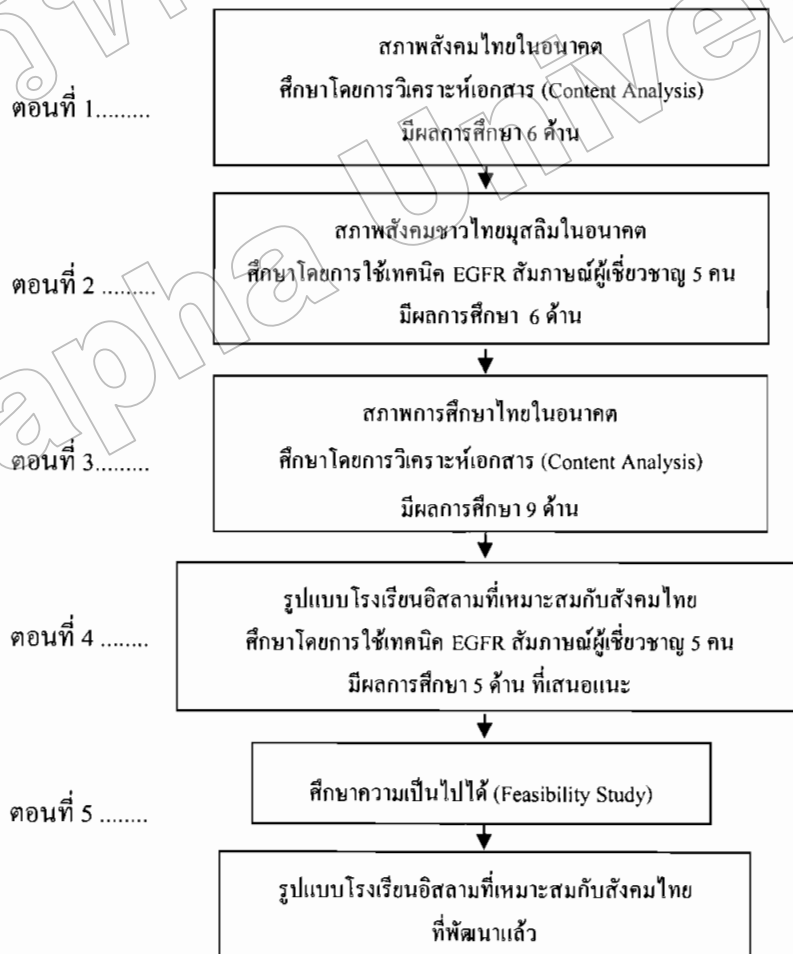 สภาพสังคมไทยในอนาคต
ศึกษาโดยการวิเคราะห์เอกสาร (Content Analysis)
มีผลการศึกษา 6 ด้าน
ตอนที่ 1.........
สภาพสังคมชาวไทยมุสลิมในอนาคต
ศึกษาโดยการใช้เทคนิค EGFR สัมภาษณ์ผู้เชี่ยวชาญ 5 คน
มีผลการศึกษา 6 ด้าน
ตอนที่ 2 .........
สภาพการศึกษาไทยในอนาคต
ศึกษาโดยการวิเคราะห์เอกสาร (Content Analysis)
มีผลการศึกษา 9 ด้าน
ตอนที่ 3.........
รูปแบบโรงเรียนอิสลามที่เหมาะสมกับสังคมไทย
ศึกษาโดยการใช้เทคนิค EGFR สัมภาษณ์ผู้เชี่ยวชาญ 5 คน
มีผลการศึกษา 5 ด้าน ที่เสนอแนะ
ตอนที่ 4 ........
ศึกษาความเป็นไปได้ (Feasibility Study)
ตอนที่ 5 ........
รูปแบบโรงเรียนอิสลามที่เหมาะสมกับสังคมไทย
ที่พัฒนาแล้ว